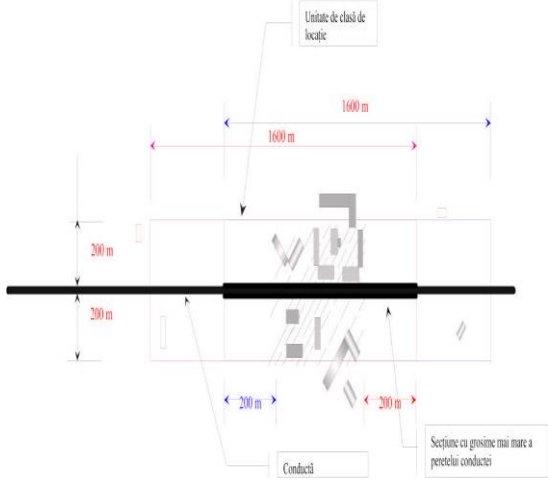 Unitate de clasă de
locație
1600 m
1600 m
200 m
200 m
200 m
200 m
Secțiune cu grosime mai mare a
peretelui conductei
Conductă